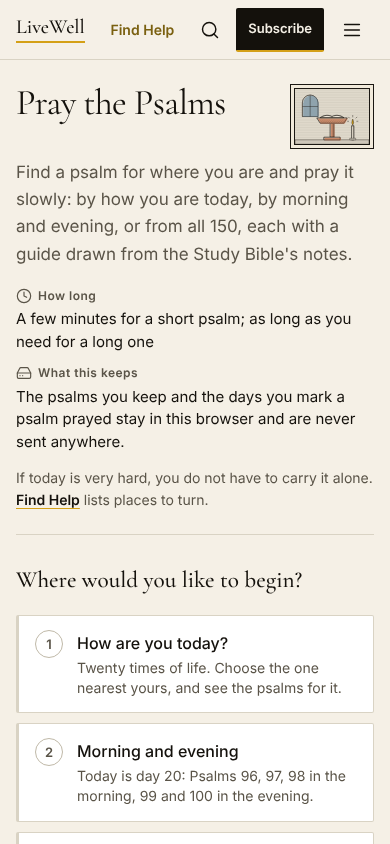 LiveWell
Find Help
Subscribe
Pray the Psalms
Find a psalm for where you are and pray it
slowly: by how you are today, by morning
and evening, or from all 150, each with a
guide drawn from the Study Bible's notes.
How long
A few minutes for a short psalm; as long as you
need for a long one
What this keeps
The psalms you keep and the days you mark a
psalm prayed stay in this browser and are never
sent anywhere.
If today is very hard, you do not have to carry it alone.
Find Help lists places to turn.
Where would you like to begin?
1
How are you today?
Twenty times of life. Choose the one
nearest yours, and see the psalms for it.
2
Morning and evening
Today is day 20: Psalms 96, 97, 98 in the
morning, 99 and 100 in the evening.